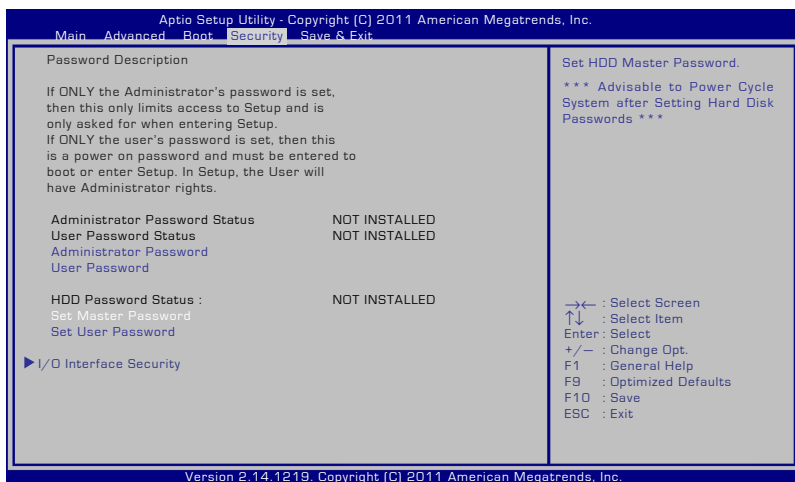 Aptio Setup Utility - Copyright (C) 2011 American Megatrends, Inc.
Main Advanced Boot Security Save & Exit
Password Description
If ONLY the Administrator's password is set,
then this only limits access to Setup and is
only asked for when entering Setup.
If ONLY the user's password is set, then this
is a power on password and must be entered to
boot or enter Setup. In Setup, the User will
have Administrator rights.
Administrator Password Status NOT INSTALLED
User Password Status NOT INSTALLED
Administrator Password
User Password
HDD Password Status : NOT INSTALLED
Set Master Password
Set User Password
I/O Interface Security
Set HDD Master Password.
*** Advisable to Power Cycle
System after Setting Hard Disk
Passwords ***
→← : Select Screen
↑↓ : Select Item
Enter : Select
+/− : Change Opt.
F1 : General Help
F9 : Optimized Defaults
F10 : Save
ESC : Exit
Version 2.14.1219. Copyright (C) 2011 American Megatrends, Inc.